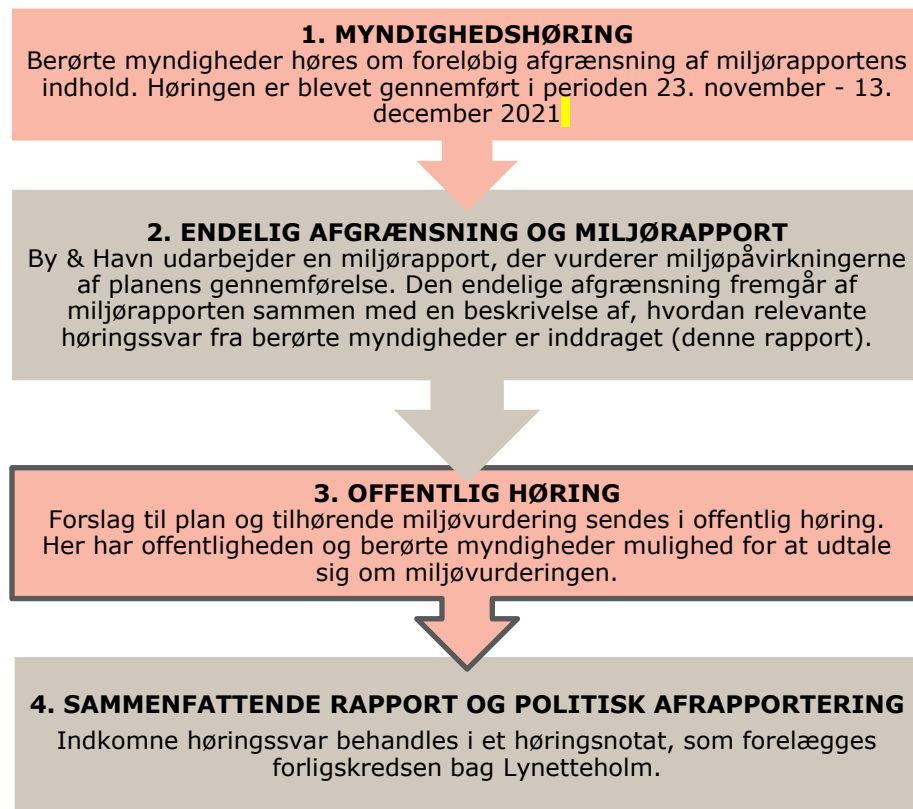 1. MYNDIGHEDSHØRING
Berørte myndigheder høres om foreløbig afgrænsning af miljørapportens
indhold. Høringen er blevet gennemført i perioden 23. november - 13.
december 2021
2. ENDELIG AFGRÆNSNING OG MILJØRAPPORT
By & Havn udarbejder en miljørapport, der vurderer miljøpåvirkningerne
af planens gennemførelse. Den endelige afgrænsning fremgår af
miljørapporten sammen med en beskrivelse af, hvordan relevante
høringssvar fra berørte myndigheder er inddraget (denne rapport).
3. OFFENTLIG HØRING
Forslag til plan og tilhørende miljøvurdering sendes i offentlig høring.
Her har offentligheden og berørte myndigheder mulighed for at udtale
sig om miljøvurderingen.
4. SAMMENFATTENDE RAPPORT OG POLITISK AFRAPPORTERING
Indkomne høringssvar behandles i et høringsnotat, som forelægges
forligskredsen bag Lynetteholm.